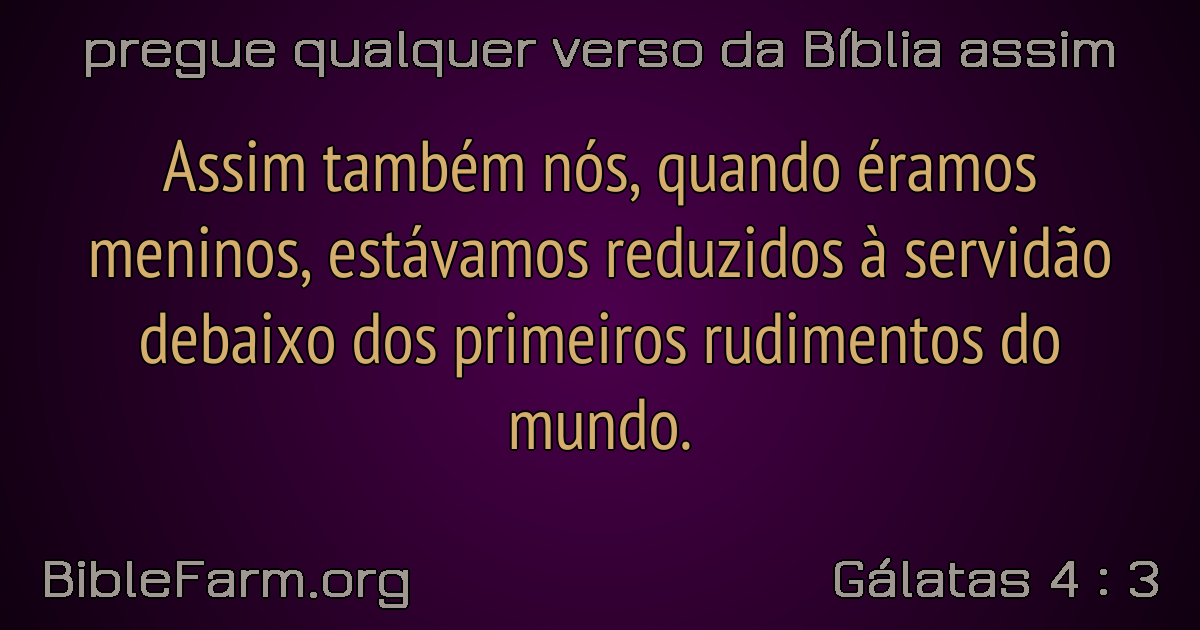 pregue qualquer verso da Bíblia assim
Assim também nós, quando éramos
meninos, estávamos reduzidos à servidão
debaixo dos primeiros rudimentos do
mundo.
BibleFarm.org
Gálatas 4 : 3